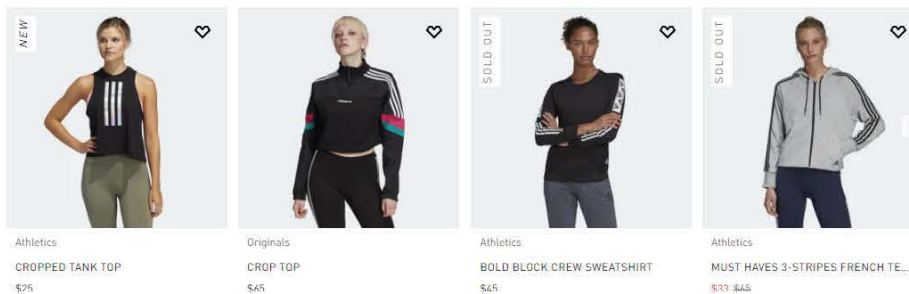 NEW
SOLD OUT
SOLD OUT
Athletics
Originals
Athletics
Athletics
CROPPED TANK TOP
CROP TOP
BOLD BLOCK CREW SWEATSHIRT
MUST HAVES 3-STRIPES FRENCH TE...
$25
$65
$45
$33 $65